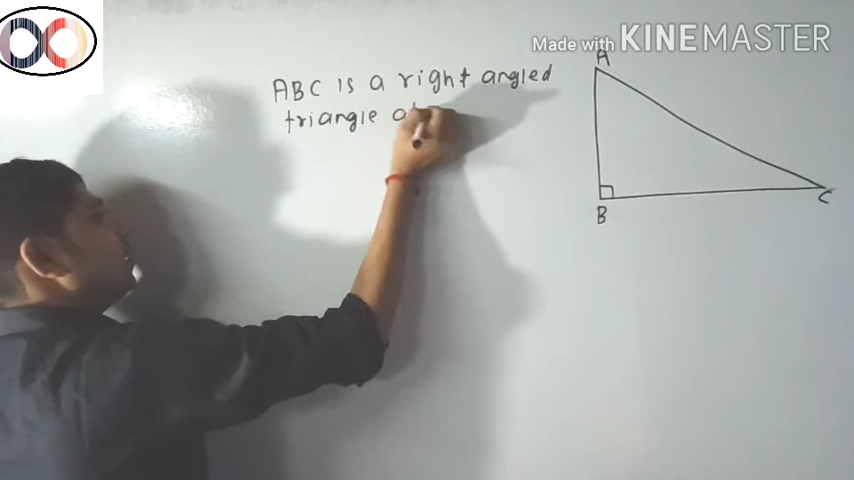 Made with KINEMASTER
ABC is a right angled
triangle
A
B
C